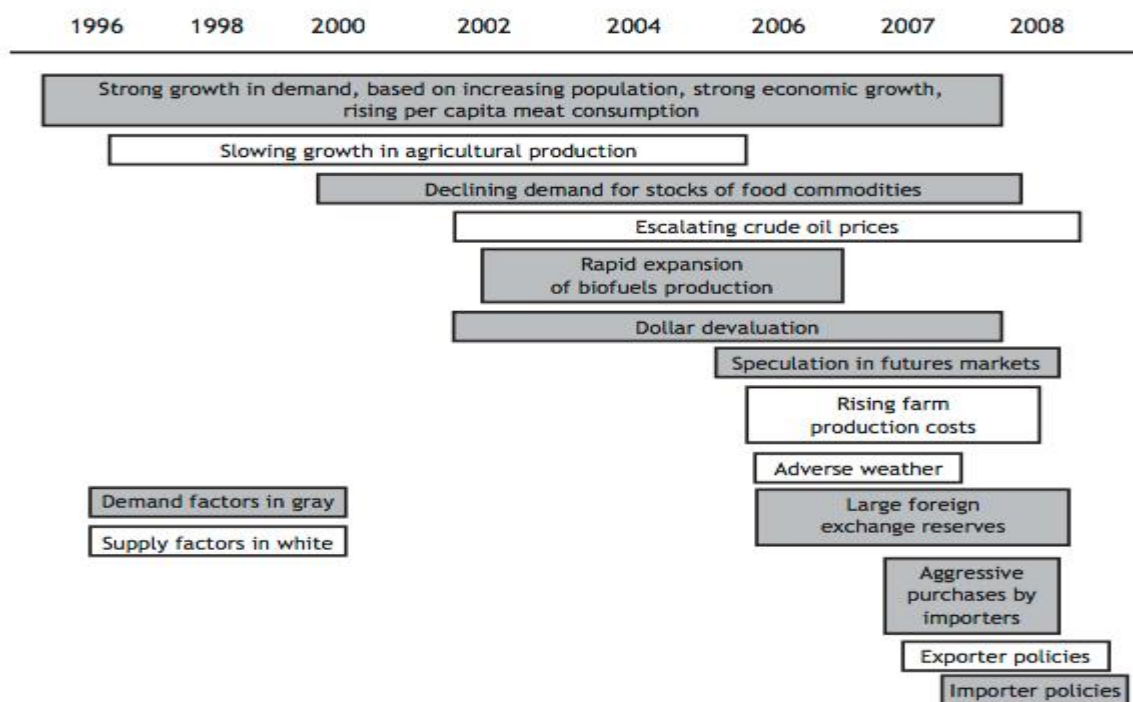 1996 1998 2000 2002 2004 2006 2007 2008
Strong growth in demand, based on increasing population, strong economic growth,
rising per capita meat consumption
Slowing growth in agricultural production
Declining demand for stocks of food commodities
Escalating crude oil prices
Rapid expansion
of biofuels production
Dollar devaluation
Speculation in futures markets
Rising farm
production costs
Adverse weather
Demand factors in gray
Supply factors in white
Large foreign
exchange reserves
Aggressive
purchases by
importers
Exporter policies
Importer policies